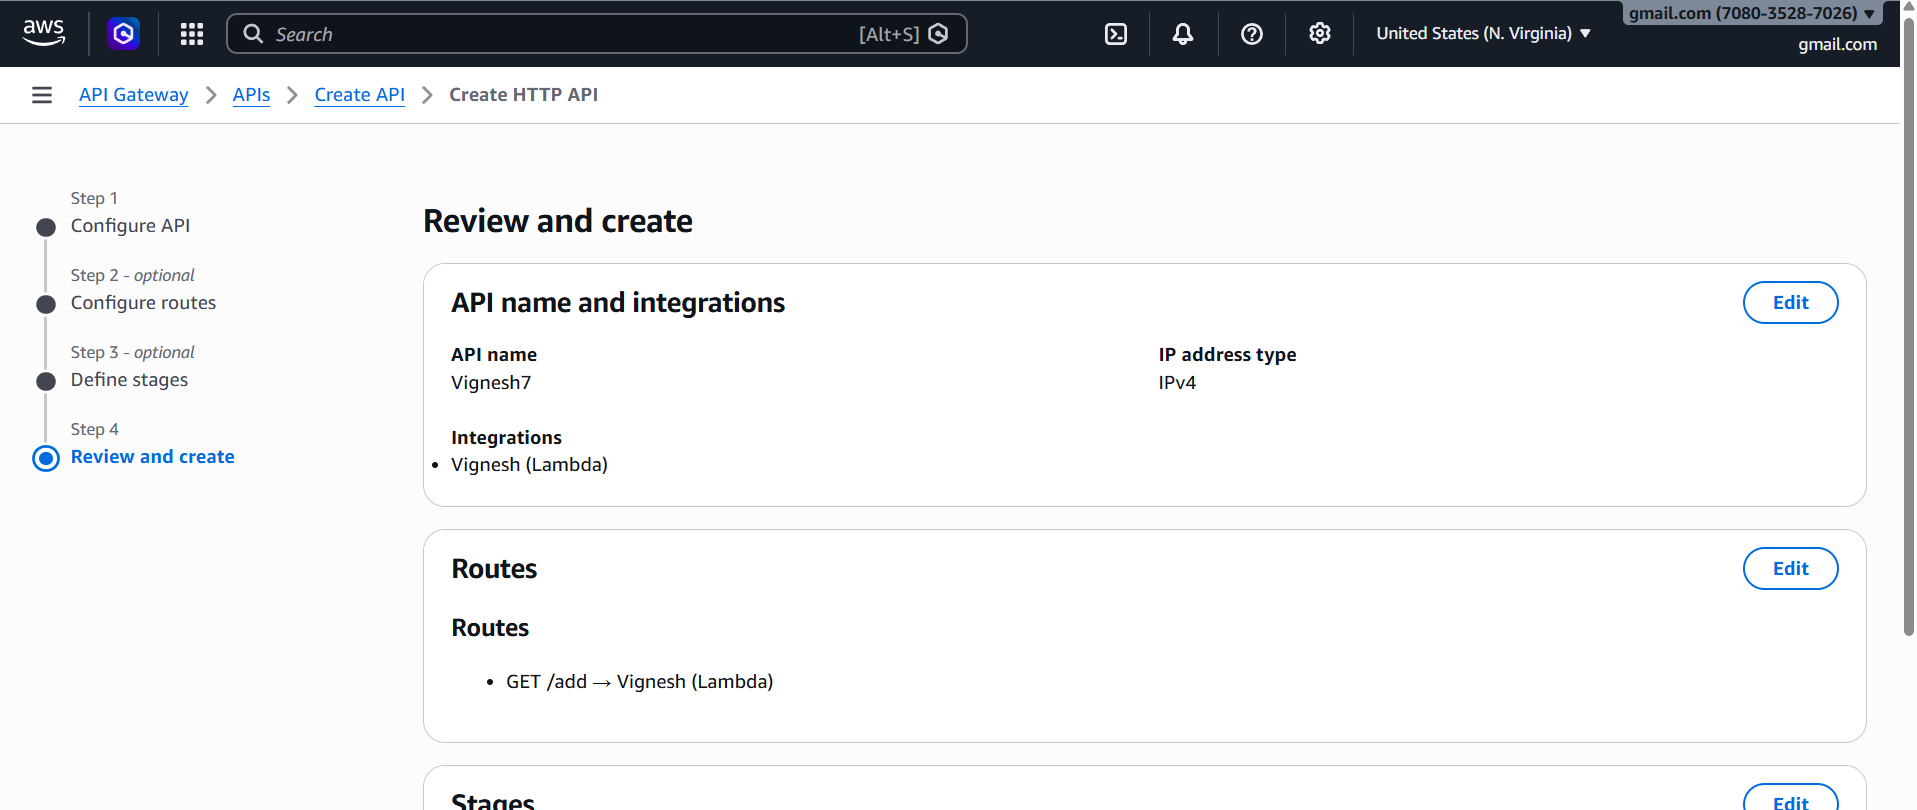 aws
Search [Alt+S]
United States (N. Virginia)
gmail.com (7080-3528-7026)
gmail.com
API Gateway > APIs > Create API > Create HTTP API
Step 1
Configure API
Step 2 - optional
Configure routes
Step 3 - optional
Define stages
Step 4
Review and create
Review and create
API name and integrations
Edit
API name
Vignesh7
IP address type
IPv4
Integrations
• Vignesh (Lambda)
Routes
Edit
Routes
• GET /add → Vignesh (Lambda)
Stages
Edit